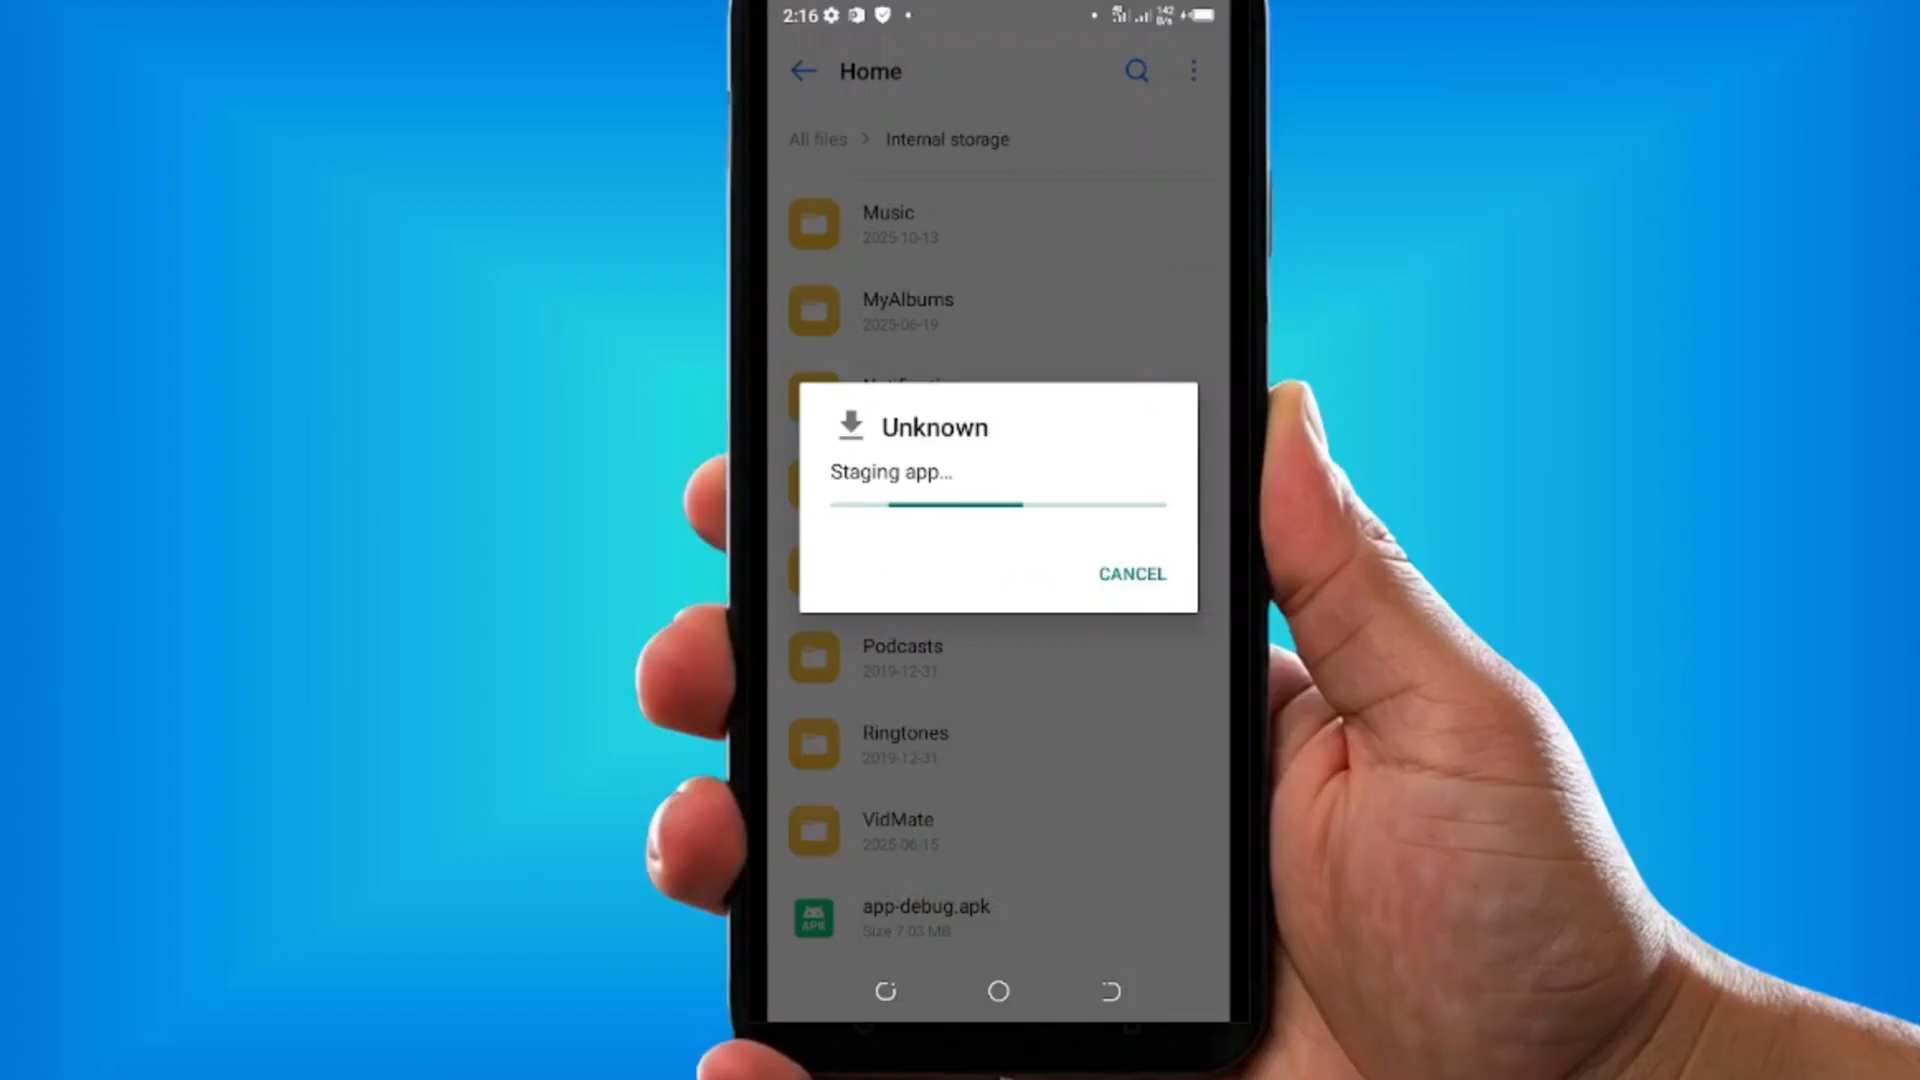 2:16
142
B/s
Home
All files > Internal storage
Music
2025-10-13
MyAlbums
2025-06-19
Unknown
Staging app...
CANCEL
Podcasts
2019-12-31
Ringtones
2019-12-31
VidMate
2025-06-15
app-debug.apk
APK
Size 7.03 MB